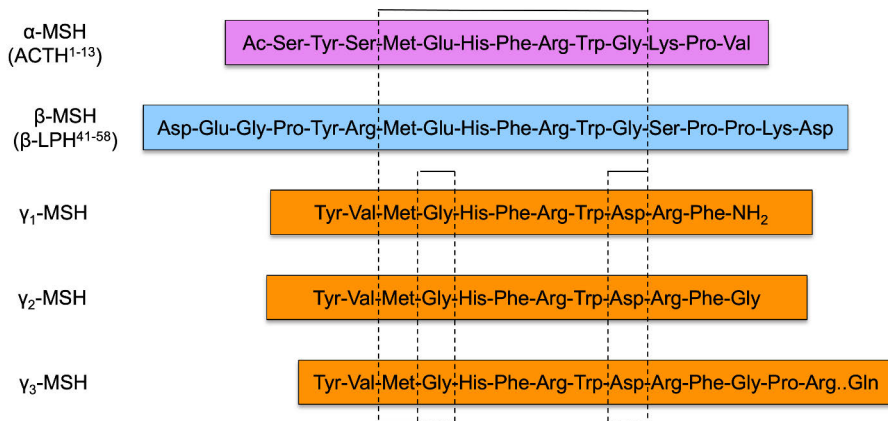 α-MSH
(ACTH1-13)
Ac-Ser-Tyr-Ser-Met-Glu-His-Phe-Arg-Trp-Gly-Lys-Pro-Val
β-MSH
(β-LPH41-58)
Asp-Glu-Gly-Pro-Tyr-Arg-Met-Glu-His-Phe-Arg-Trp-Gly-Ser-Pro-Pro-Lys-Asp
γ1-MSH
Tyr-Val-Met-Gly-His-Phe-Arg-Trp-Asp-Arg-Phe-NH2
γ2-MSH
Tyr-Val-Met-Gly-His-Phe-Arg-Trp-Asp-Arg-Phe-Gly
γ3-MSH
Tyr-Val-Met-Gly-His-Phe-Arg-Trp-Asp-Arg-Phe-Gly-Pro-Arg..Gln